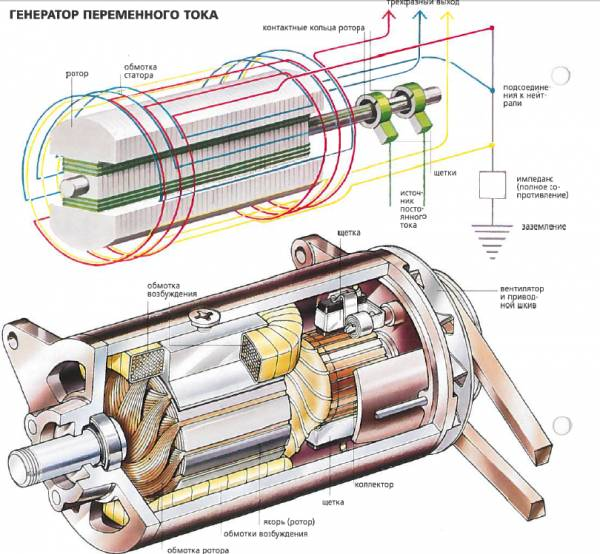 ГЕНЕРАТОР ПЕРЕМЕННОГО ТОКА
трехфазный выход
контактные кольца ротора
ротор
обмотка
статора
подсоедине-
ния к нейт-
рали
щетки
источ-
ник
посто-
янного
тока
импеданс
(полное со-
противление)
заземление
щетка
обмотка
возбуждения
вентилятор
и привод-
ной шкив
коллектор
щетка
якорь (ротор)
обмотки возбуждения
обмотка ротора